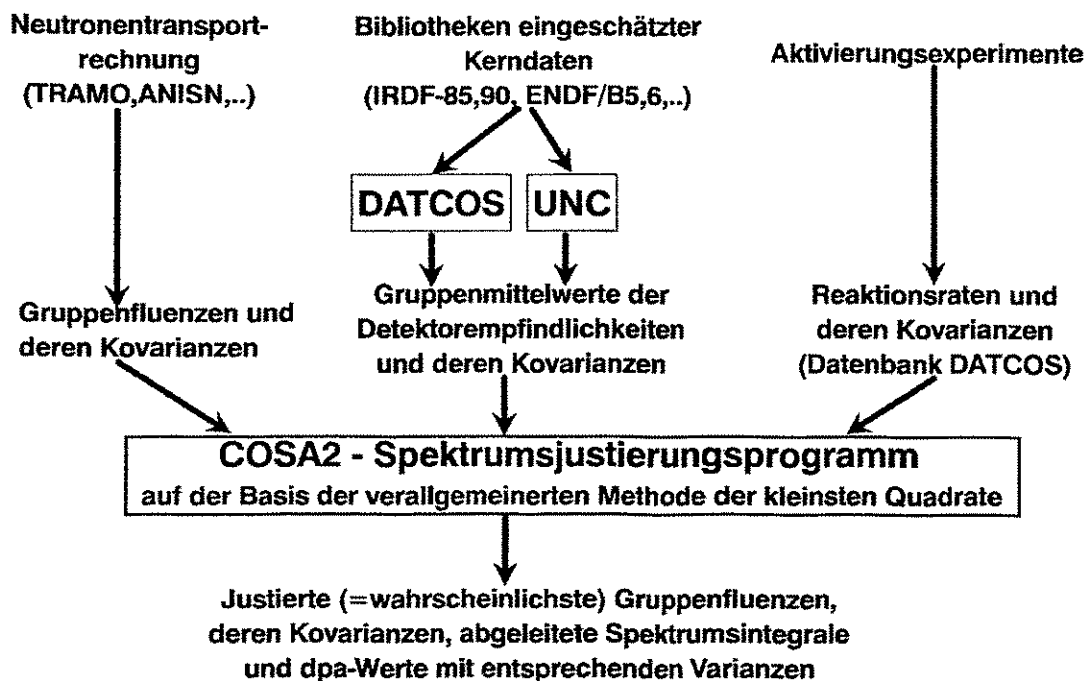 Neutronentransport-
rechnung
(TRAMO,ANISN,..)
Bibliotheken eingeschätzter
Kerndaten
(IRDF-85,90, ENDF/B5,6,..)
Aktivierungsexperimente
DATCOS
UNC
Gruppenfluenzen und
deren Kovarianzen
Gruppenmittelwerte der
Detektorempfindlichkeiten
und deren Kovarianzen
Reaktionsraten und
deren Kovarianzen
(Datenbank DATCOS)
COSA2 - Spektrumsjustierungsprogramm
auf der Basis der verallgemeinerten Methode der kleinsten Quadrate
Justierte (=wahrscheinlichste) Gruppenfluenzen,
deren Kovarianzen, abgeleitete Spektrumsintegrale
und dpa-Werte mit entsprechenden Varianzen